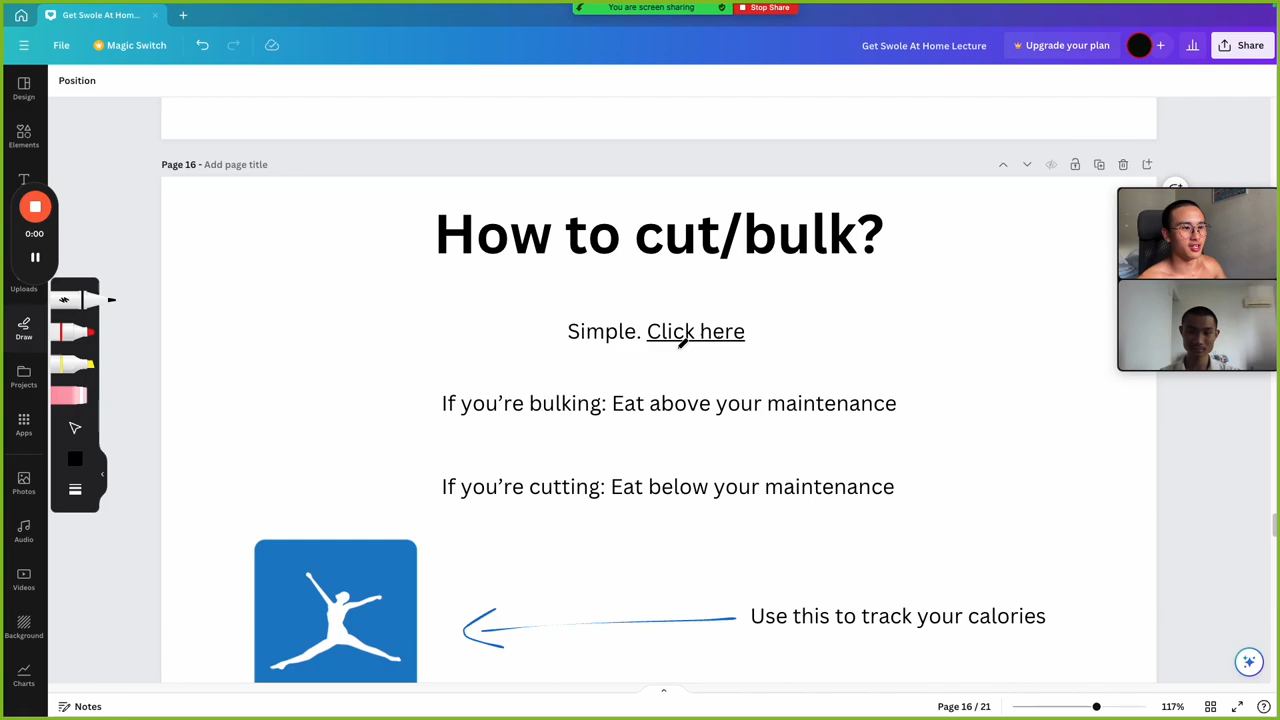 Get Swole At Home...
You are screen sharing
Stop Share
File
Magic Switch
Get Swole At Home Lecture
Upgrade your plan
Share
Position
Design
Elements
Page 16 - Add page title
0:00
How to cut/bulk?
Simple. Click here
If you're bulking: Eat above your maintenance
If you're cutting: Eat below your maintenance
Use this to track your calories
Uploads
Draw
Projects
Apps
Photos
Audio
Videos
Background
Charts
Notes
Page 16 / 21
117%